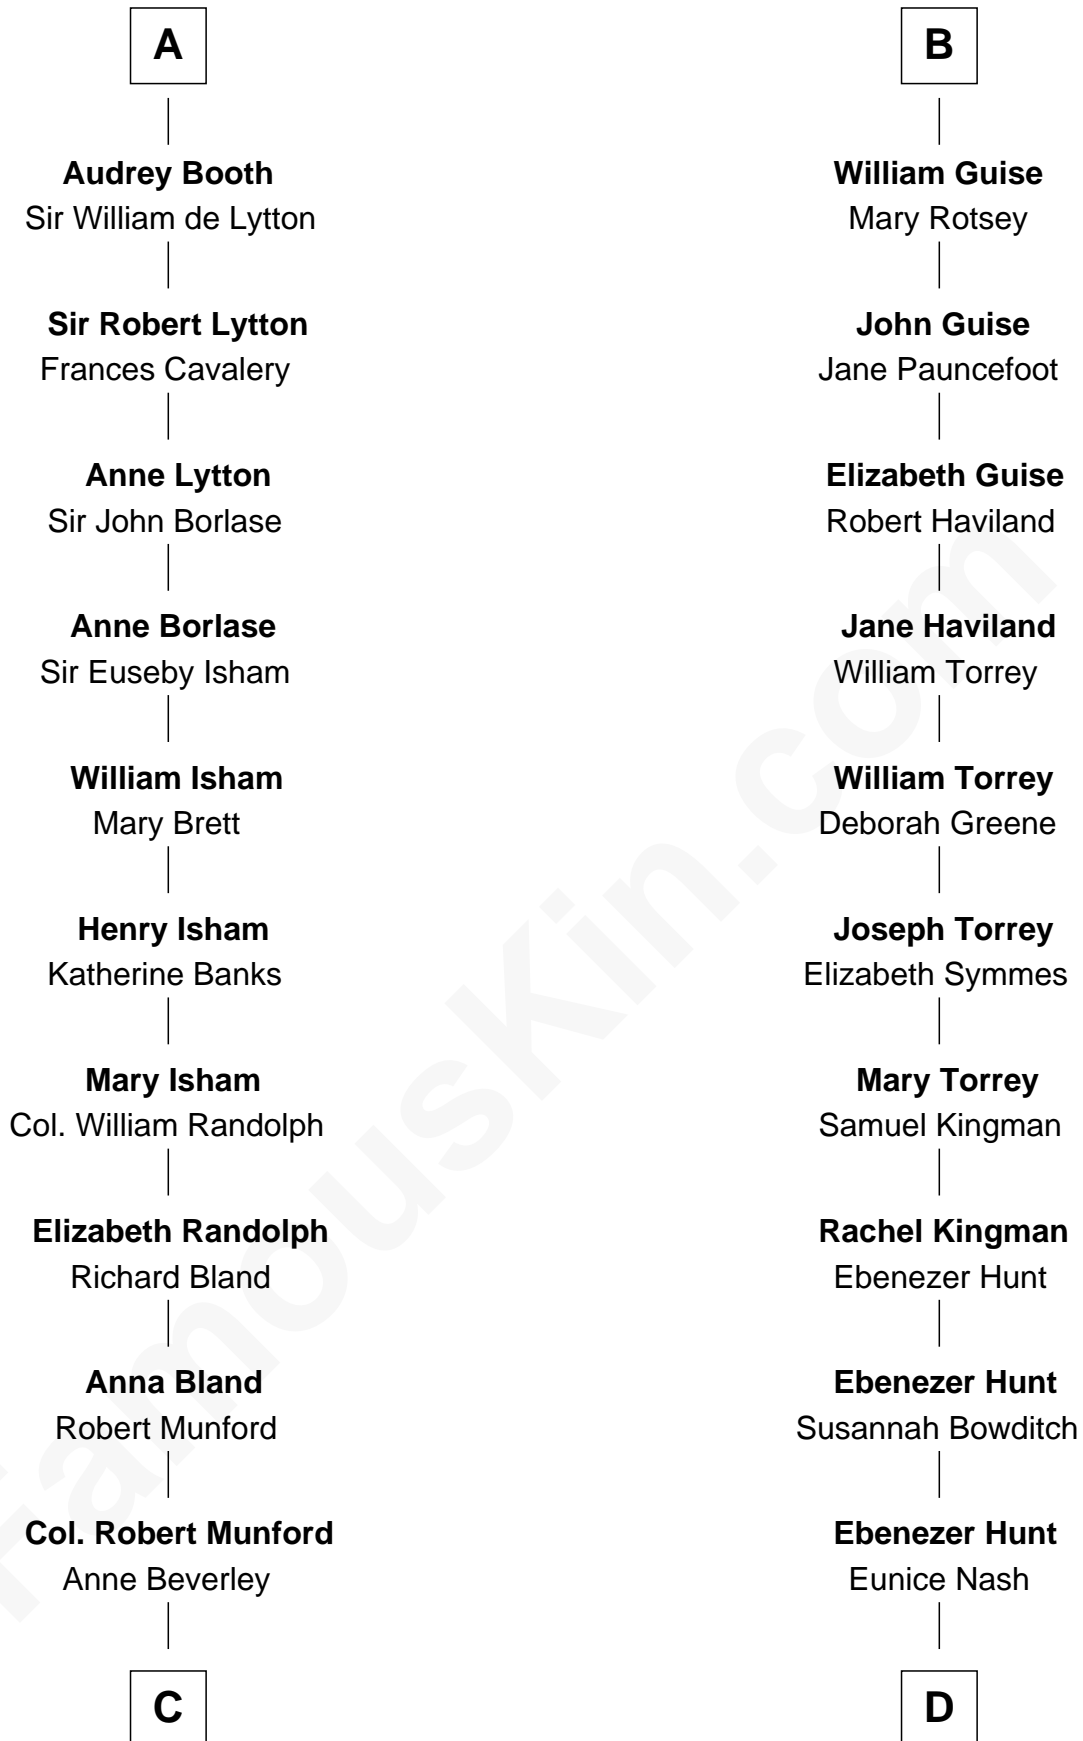 A
Audrey Booth
Sir William de Lytton
Sir Robert Lytton
Frances Cavalery
Anne Lytton
Sir John Borlase
Anne Borlase
Sir Euseby Isham
William Isham
Mary Brett
Henry Isham
Katherine Banks
Mary Isham
Col. William Randolph
Elizabeth Randolph
Richard Bland
Anna Bland
Robert Munford
Col. Robert Munford
Anne Beverley
C
B
William Guise
Mary Rotsey
John Guise
Jane Pauncefoot
Elizabeth Guise
Robert Haviland
Jane Haviland
William Torrey
William Torrey
Deborah Greene
Joseph Torrey
Elizabeth Symmes
Mary Torrey
Samuel Kingman
Rachel Kingman
Ebenezer Hunt
Ebenezer Hunt
Susannah Bowditch
Ebenezer Hunt
Eunice Nash
D
FamousKin.com